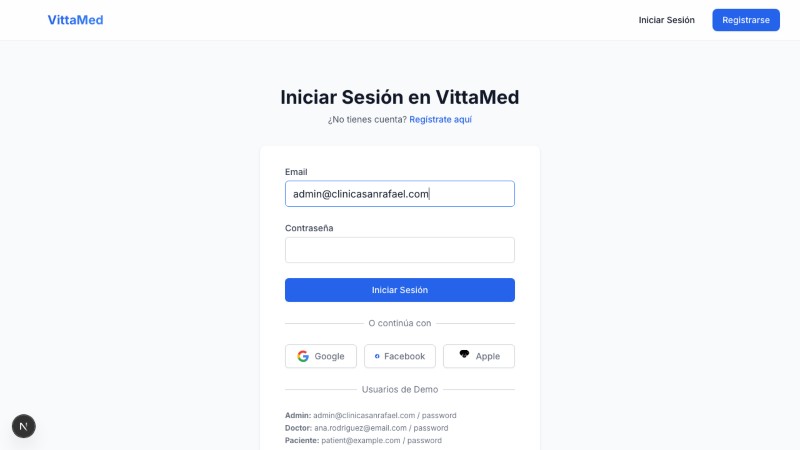 VittaMed
Iniciar Sesión
Registrarse
Iniciar Sesión en VittaMed
¿No tienes cuenta? Regístrate aquí
Email
admin@clinicasanrafael.com
Contraseña
Iniciar Sesión
O continúa con
Google
Facebook
Apple
Usuarios de Demo
Admin: admin@clinicasanrafael.com / password
Doctor: ana.rodriguez@email.com / password
Paciente: patient@example.com / password
N